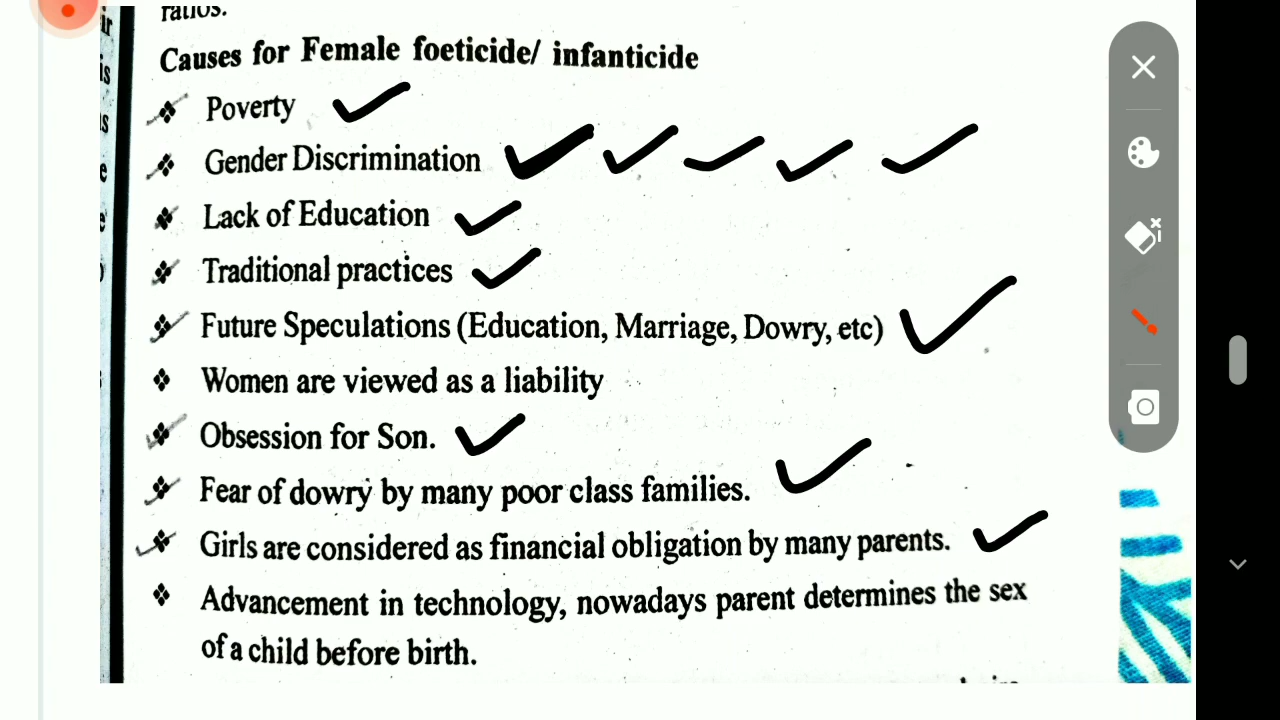 ratios.
Causes for Female foeticide/ infanticide
Poverty
Gender Discrimination
Lack of Education
Traditional practices
Future Speculations (Education, Marriage, Dowry, etc)
Women are viewed as a liability
Obsession for Son.
Fear of dowry by many poor class families.
Girls are considered as financial obligation by many parents.
Advancement in technology, nowadays parent determines the sex
of a child before birth.